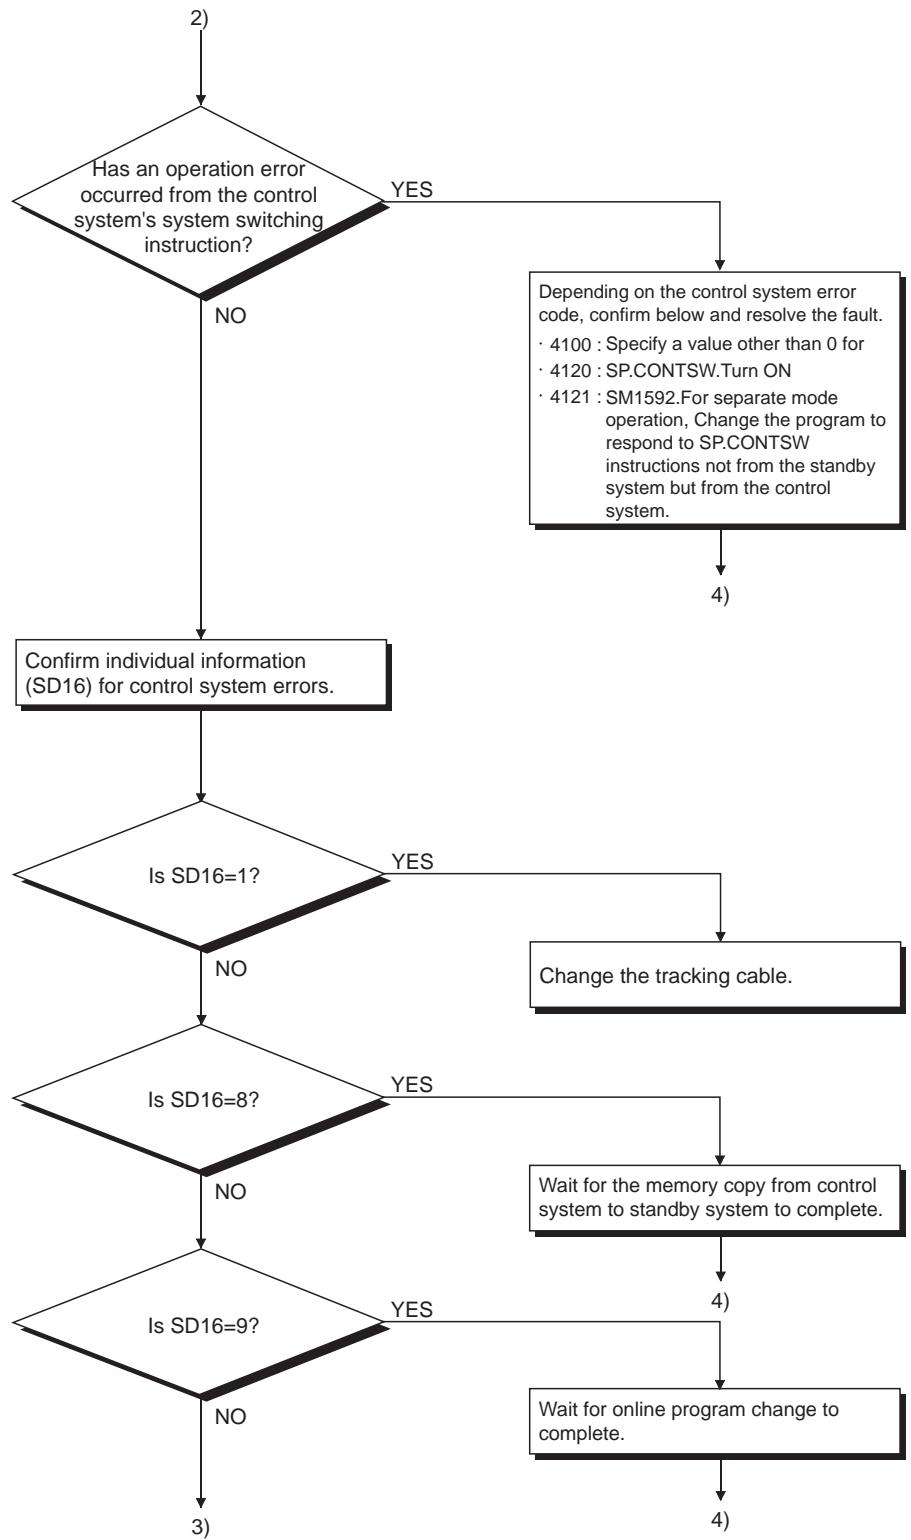 2)
Has an operation error
occurred from the control
system's system switching
instruction?
YES
NO
Depending on the control system error
code, confirm below and resolve the fault.
· 4100 : Specify a value other than 0 for
· 4120 : SP.CONTSW.Turn ON
· 4121 : SM1592.For separate mode
operation, Change the program to
respond to SP.CONTSW
instructions not from the standby
system but from the control
system.
4)
Confirm individual information
(SD16) for control system errors.
Is SD16=1?
YES
NO
Change the tracking cable.
Is SD16=8?
YES
NO
Wait for the memory copy from control
system to standby system to complete.
4)
Is SD16=9?
YES
NO
Wait for online program change to
complete.
3)
4)